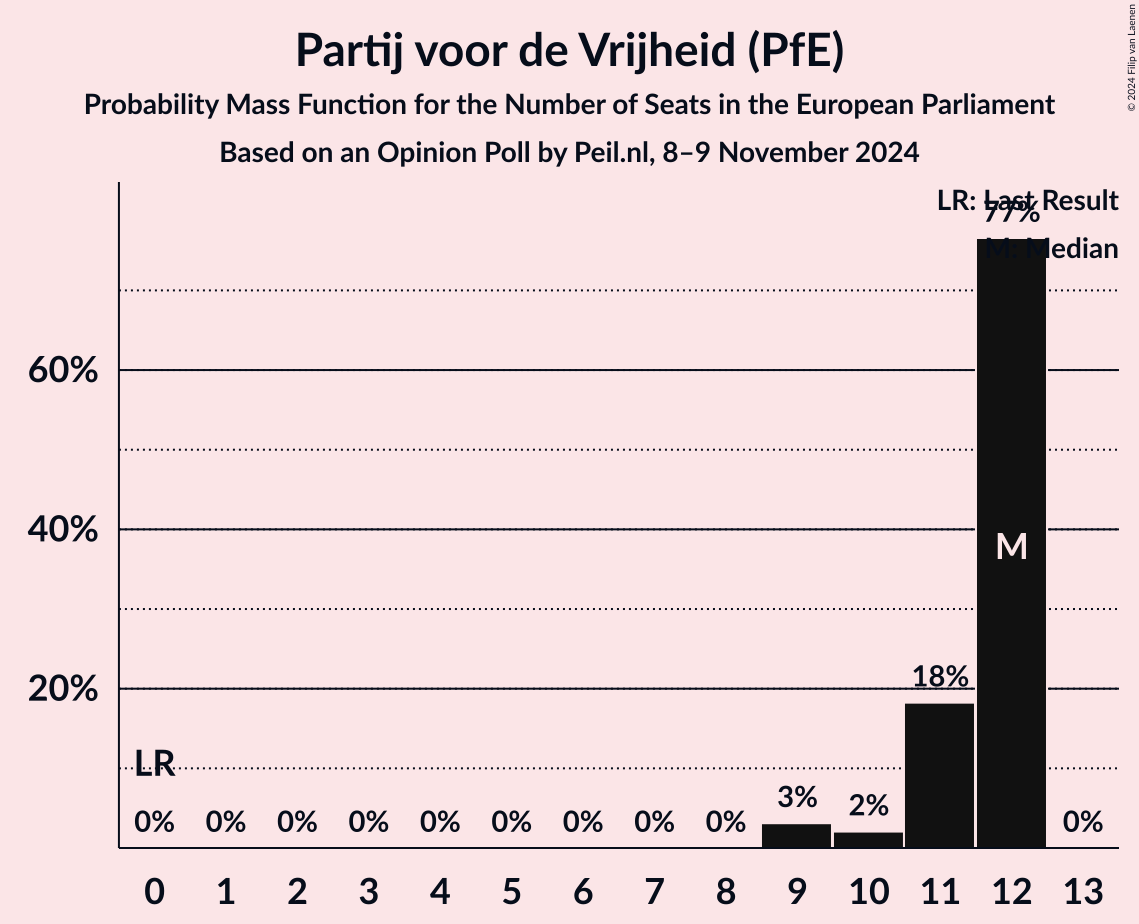 Partij voor de Vrijheid (PfE)
Probability Mass Function for the Number of Seats in the European Parliament
Based on an Opinion Poll by Peil.nl, 8–9 November 2024
© 2024 Filip van Laenen
LR: Last Result
M: Median
77%
60%
40%
20%
M
18%
LR
0% 0% 0% 0% 0% 0% 0% 0% 0% 3% 2% 0%
0 1 2 3 4 5 6 7 8 9 10 11 12 13